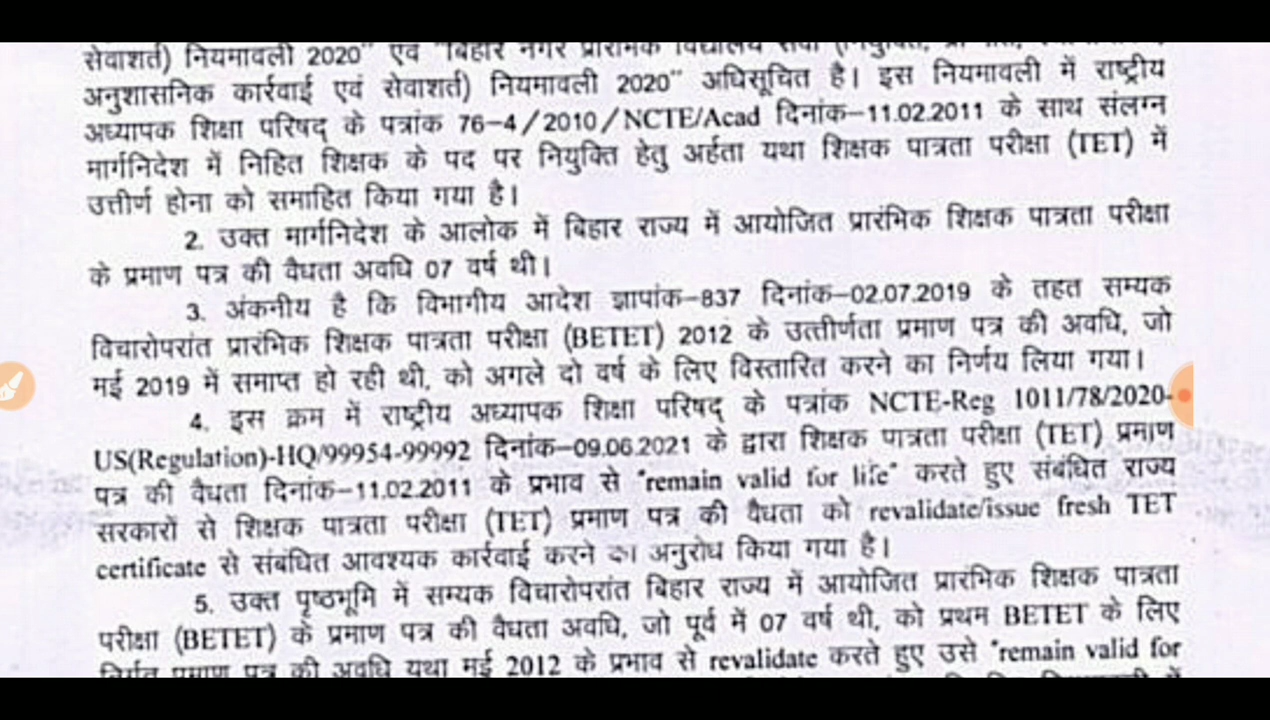 सेवाशर्त) नियमावली 2020" एवं "बिहार नगर प्रारंभिक विद्यालय सेवा (नियुक्ति,
अनुशासनिक कार्रवाई एवं सेवाशर्त) नियमावली 2020" अधिसूचित है। इस नियमावली में राष्ट्रीय
अध्यापक शिक्षा परिषद् के पत्रांक 76-4/2010/NCTE/Acad दिनांक-11.02.2011 के साथ संलग्न
मार्गनिदेश में निहित शिक्षक के पद पर नियुक्ति हेतु अर्हता यथा शिक्षक पात्रता परीक्षा (TET) में
उत्तीर्ण होना को समाहित किया गया है।
2. उक्त मार्गनिदेश के आलोक में बिहार राज्य में आयोजित प्रारंभिक शिक्षक पात्रता परीक्षा
के प्रमाण पत्र की वैधता अवधि 07 वर्ष थी।
3. अंकनीय है कि विभागीय आदेश ज्ञापांक-837 दिनांक-02.07.2019 के तहत सम्यक
विचारोपरांत प्रारंभिक शिक्षक पात्रता परीक्षा (BETET) 2012 के उत्तीर्णता प्रमाण पत्र की अवधि, जो
मई 2019 में समाप्त हो रही थी, को अगले दो वर्ष के लिए विस्तारित करने का निर्णय लिया गया।
4. इस क्रम में राष्ट्रीय अध्यापक शिक्षा परिषद् के पत्रांक NCTE-Reg 1011/78/2020-
US(Regulation)-HQ/99954-99992 दिनांक-09.06.2021 के द्वारा शिक्षक पात्रता परीक्षा (TET) प्रमाण
पत्र की वैधता दिनांक-11.02.2011 के प्रभाव से "remain valid for life" करते हुए संबंधित राज्य
सरकारों से शिक्षक पात्रता परीक्षा (TET) प्रमाण पत्र की वैधता को revalidate/issue fresh TET
certificate से संबंधित आवश्यक कार्रवाई करने का अनुरोध किया गया है।
5. उक्त पृष्ठभूमि में सम्यक विचारोपरांत बिहार राज्य में आयोजित प्रारंभिक शिक्षक पात्रता
परीक्षा (BETET) के प्रमाण पत्र की वैधता अवधि, जो पूर्व में 07 वर्ष थी, को प्रथम BETET के लिए
निर्गत प्रमाण पत्र की अवधि यथा मई 2012 के प्रभाव से revalidate करते हुए उसे "remain valid for